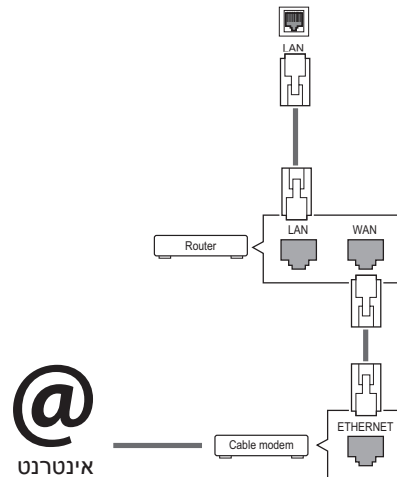 LAN
LAN WAN
Router
ETHERNET
Cable modem
@
אינטרנט